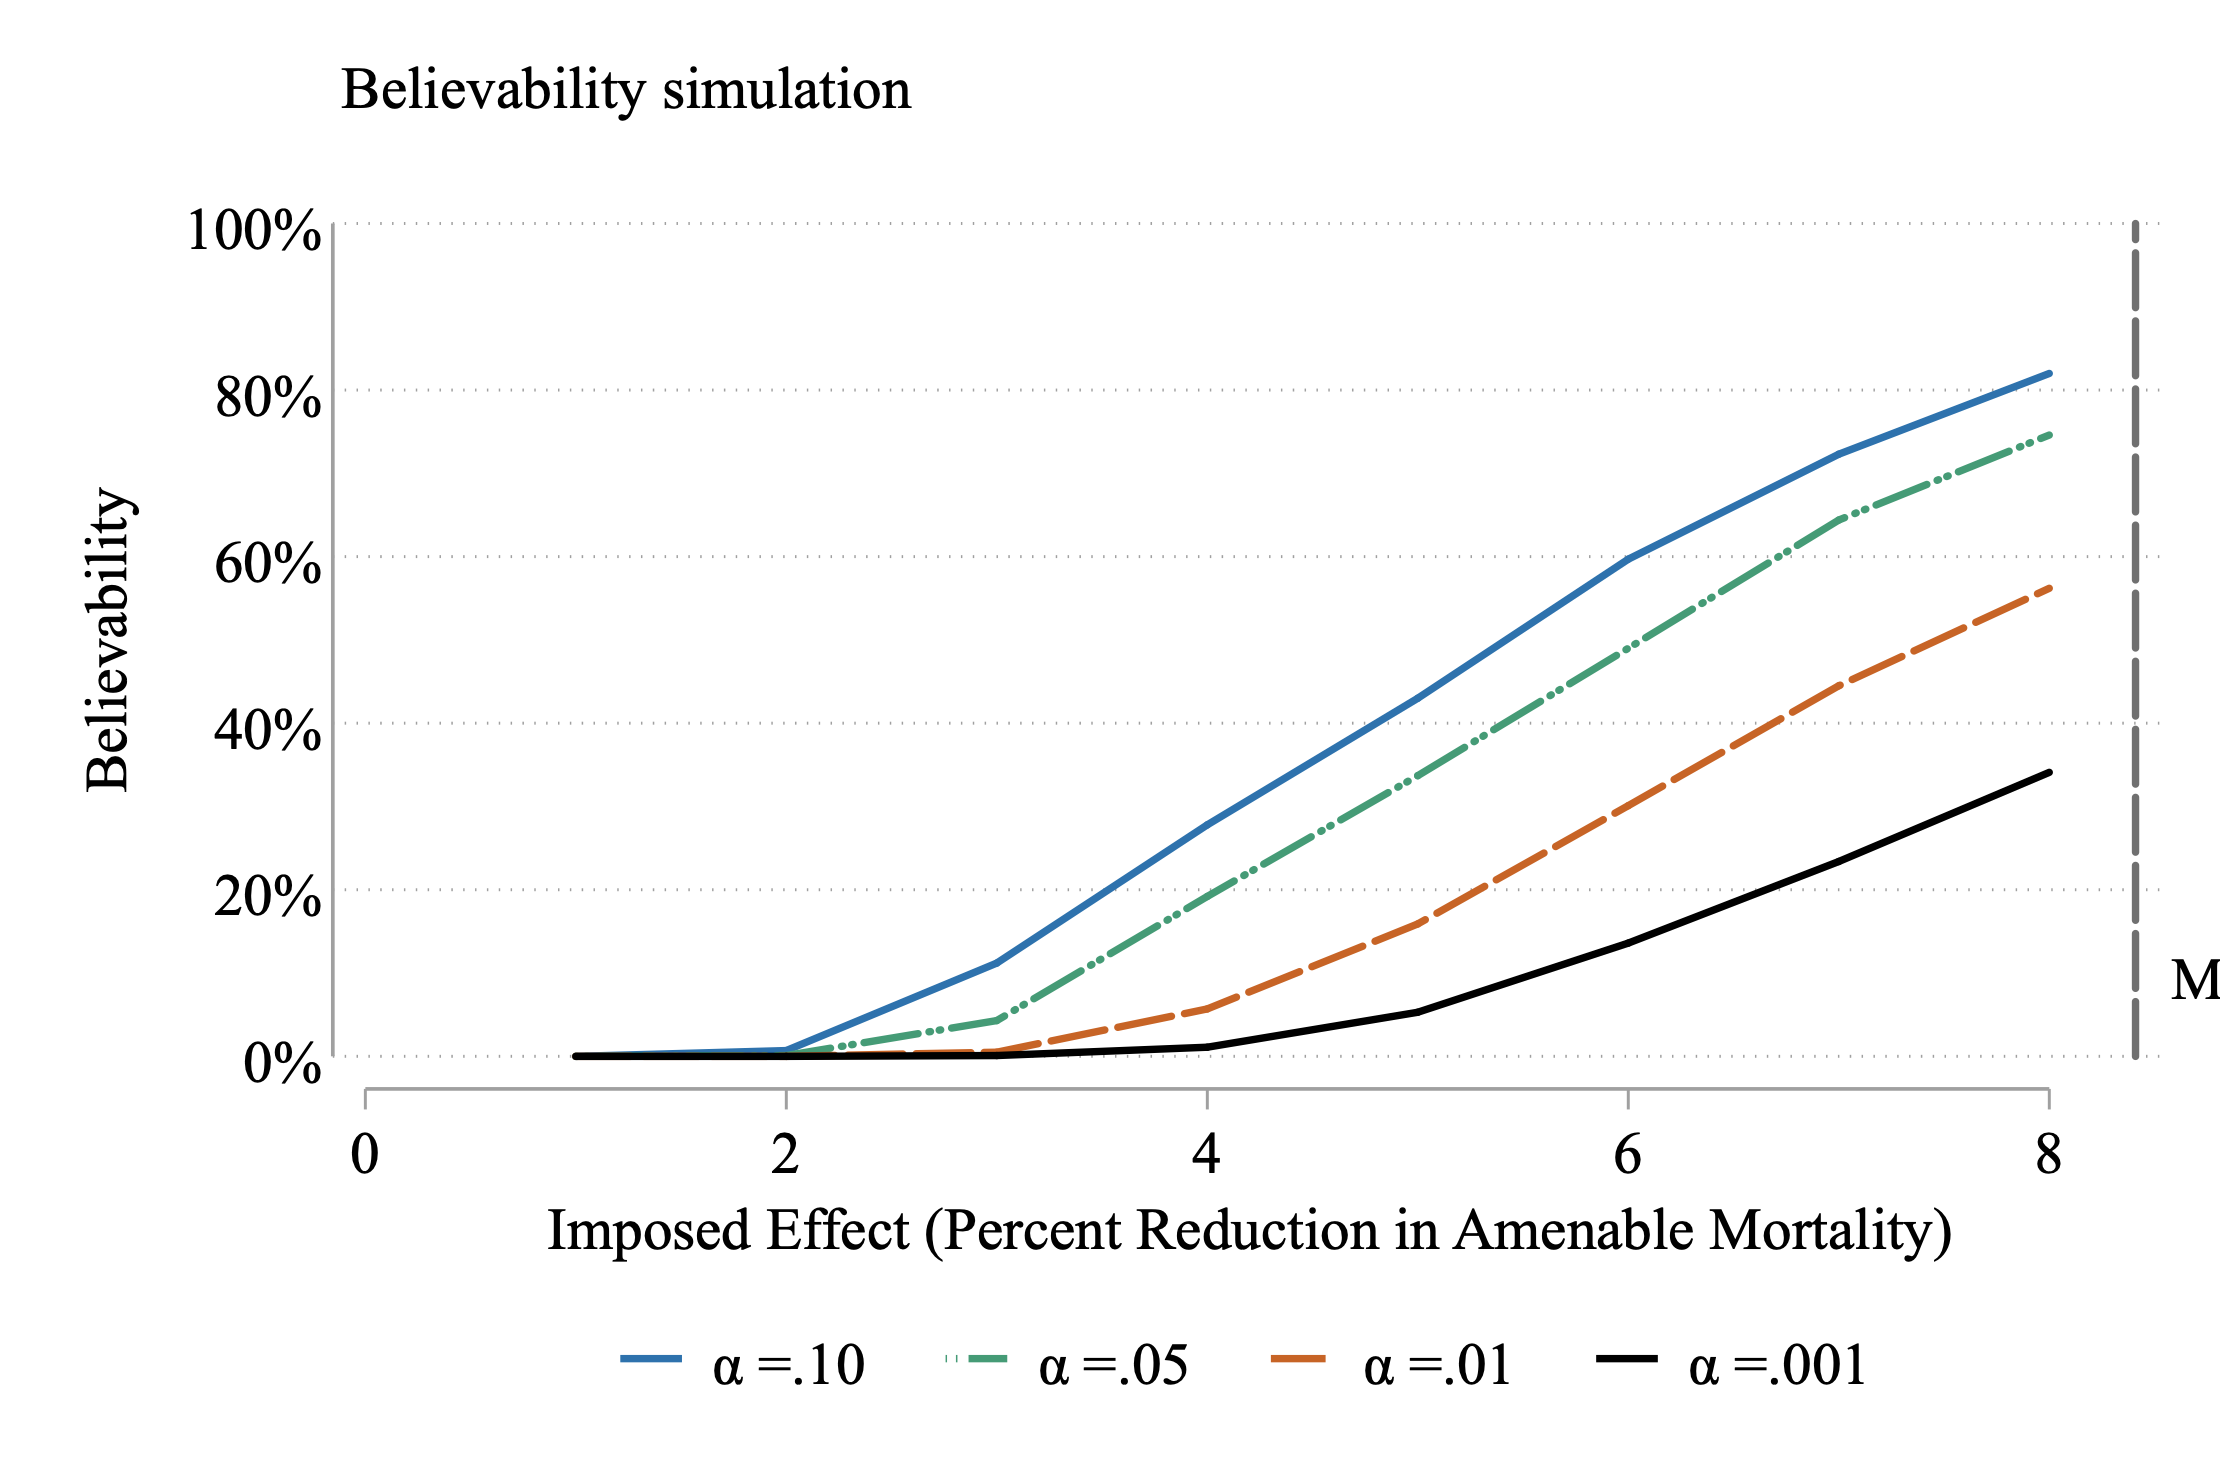 Believability simulation
100%
80%
60%
40%
20%
0%
Believability
M
0 2 4 6 8
Imposed Effect (Percent Reduction in Amenable Mortality)
α =.10 α =.05 α =.01 α =.001